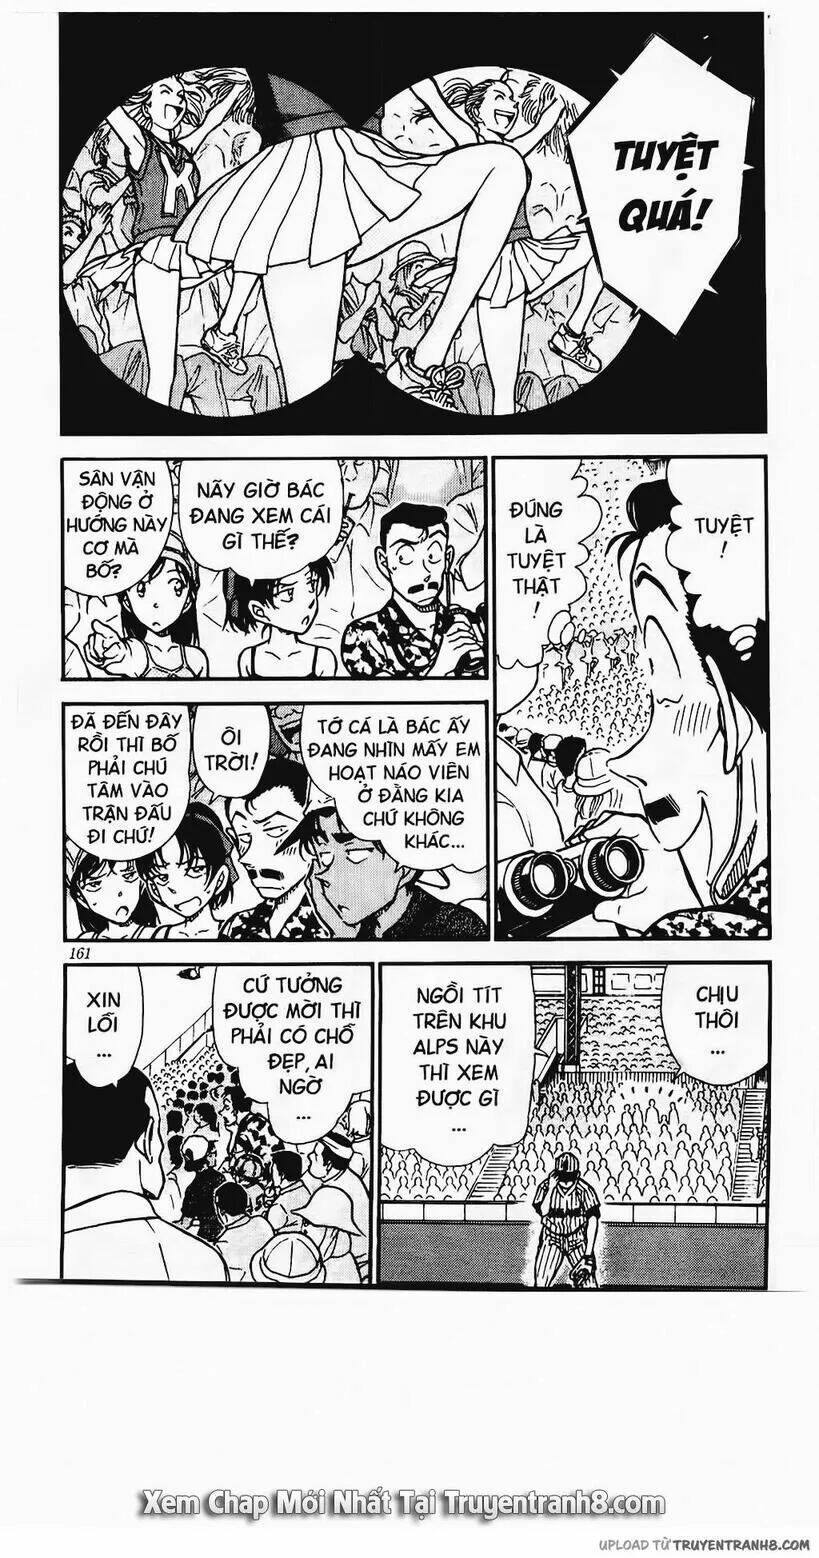 TUYỆT
QUÁ!
TUYỆT
!
ĐÚNG
LÀ
TUYỆT
THẬT
!
NÃY GIỜ BÁC
ĐANG XEM CÁI
GÌ THẾ?
SÂN VẬN
ĐỘNG Ở
HƯỚNG NÀY
CƠ MÀ
BỐ?
TỚ CÁ LÀ BÁC ẤY
ĐANG NHÌN MẤY EM
HOẠT NÁO VIÊN
Ở ĐẰNG KIA
CHỨ KHÔNG
KHÁC...
ÔI
TRỜI!
ĐÃ ĐẾN ĐÂY
RỒI THÌ BỐ
PHẢI CHÚ
TÂM VÀO
TRẬN ĐẤU
ĐI CHỨ!
161
CHỊU
THÔI
...
NGỒI TÍT
TRÊN KHU
ALPS NÀY
THÌ XEM
ĐƯỢC GÌ
...
CỨ TƯỞNG
ĐƯỢC MỜI THÌ
PHẢI CÓ CHỖ
ĐẸP, AI
NGỜ
...
XIN
LỖI
...
Xem Chap Mới Nhất Tại Truyentranh8.com
UPLOAD TỪ TRUYENTRANH8.COM